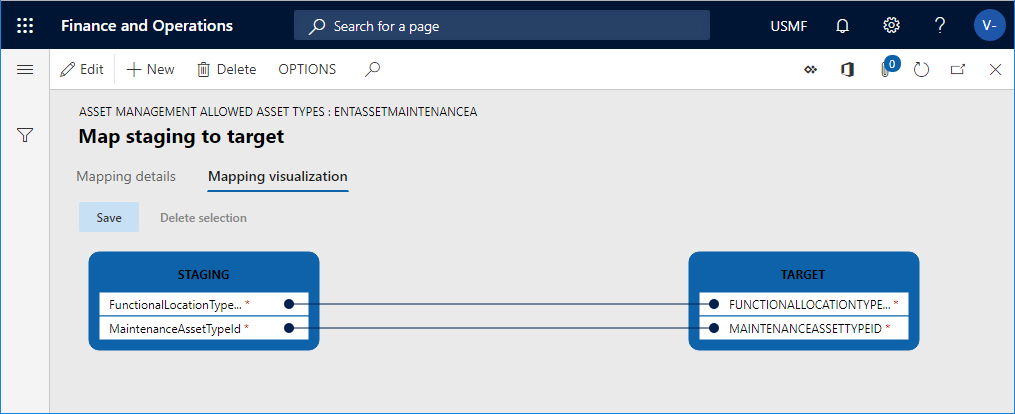 Finance and Operations
Search for a page
USMF
?
V-
Edit
New
Delete
OPTIONS
0
ASSET MANAGEMENT ALLOWED ASSET TYPES : ENTASSETMAINTENANCEA
Map staging to target
Mapping details
Mapping visualization
Save
Delete selection
STAGING
TARGET
FunctionalLocationType... *
FUNCTIONALLOCATIONTYPE... *
MaintenanceAssetTypeId *
MAINTENANCEASSETTYPEID *